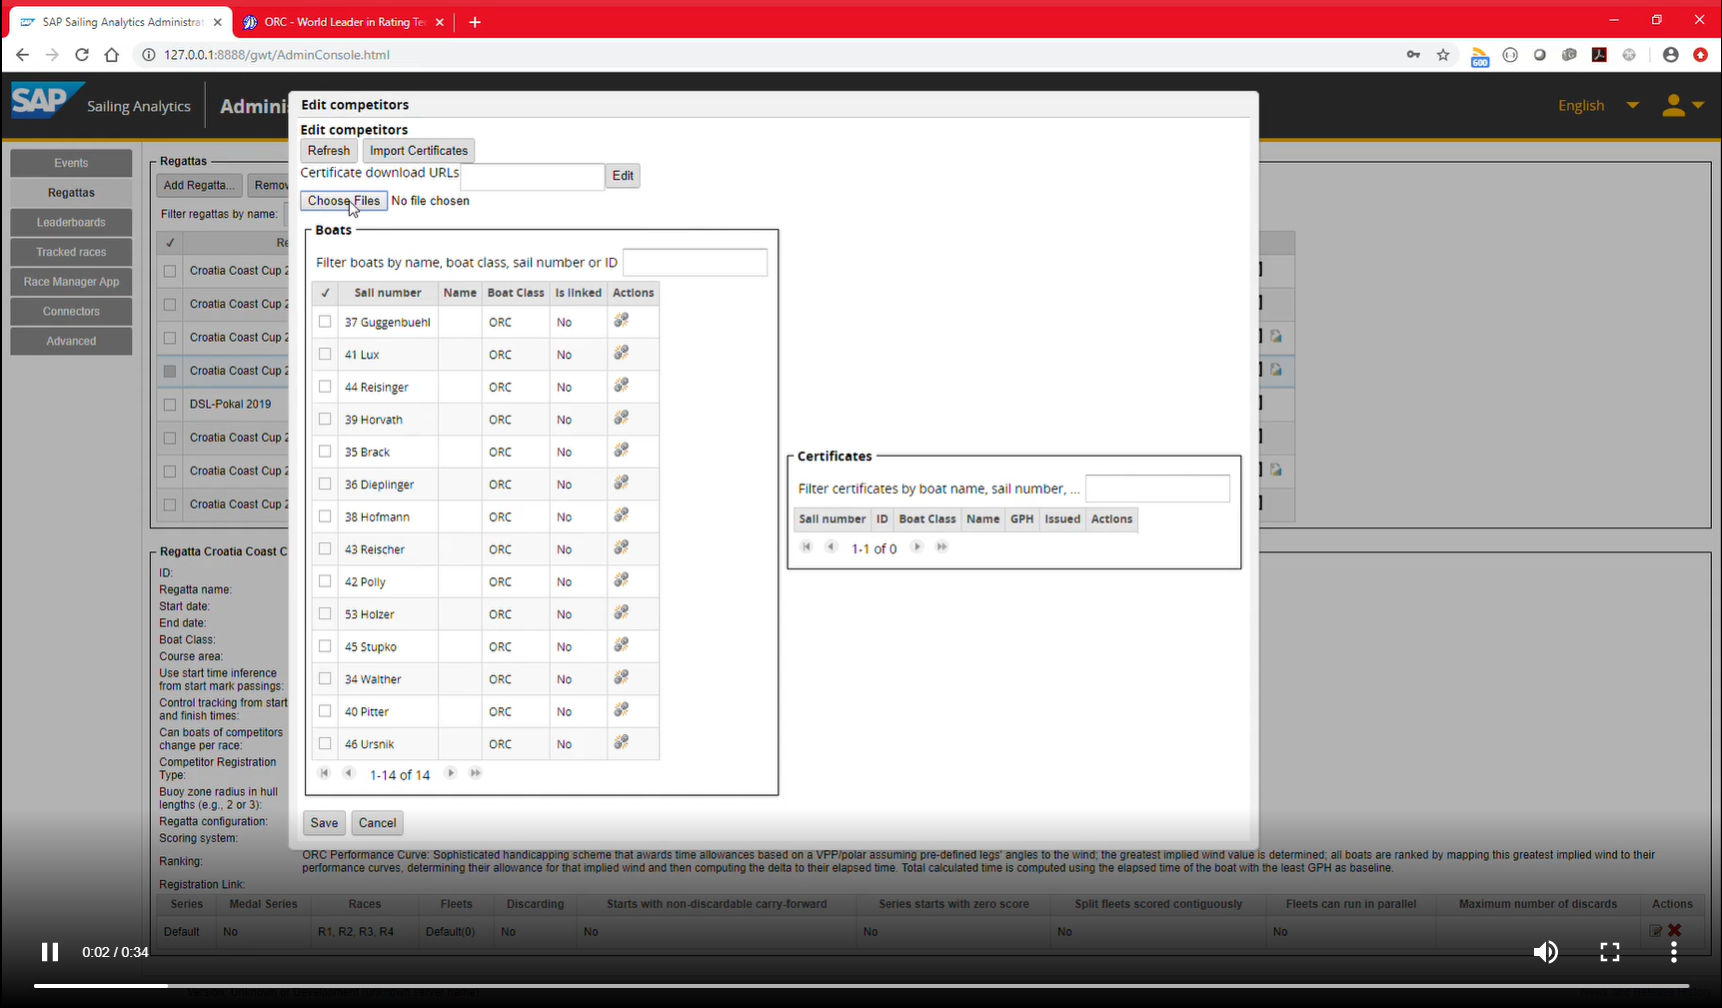 SAP Sailing Analytics Administrat
ORC - World Leader in Rating Te
127.0.0.1:8888/gwt/AdminConsole.html
600
SAP Sailing Analytics
Admini
English
Events
Regattas
Leaderboards
Tracked races
Race Manager App
Connectors
Advanced
Regattas
Add Regatta...
Remov
Filter regattas by name:
✓ Re
Croatia Coast Cup 2
Croatia Coast Cup 2
Croatia Coast Cup 2
Croatia Coast Cup 2
DSL-Pokal 2019
Croatia Coast Cup 2
Croatia Coast Cup 2
Croatia Coast Cup 2
Edit competitors
Edit competitors
Refresh Import Certificates
Certificate download URLs Edit
Choose Files No file chosen
Boats
Filter boats by name, boat class, sail number or ID
✓ Sail number Name Boat Class Is linked Actions
37 Guggenbuehl ORC No
41 Lux ORC No
44 Reisinger ORC No
39 Horvath ORC No
35 Brack ORC No
36 Dieplinger ORC No
38 Hofmann ORC No
43 Reischer ORC No
42 Polly ORC No
53 Holzer ORC No
45 Stupko ORC No
34 Walther ORC No
40 Pitter ORC No
46 Ursnik ORC No
1-14 of 14
Certificates
Filter certificates by boat name, sail number, ...
Sail number ID Boat Class Name GPH Issued Actions
1-1 of 0
Save Cancel
Regatta Croatia Coast C
ID:
Regatta name:
Start date:
End date:
Boat Class:
Course area:
Use start time inference
from start mark passings:
Control tracking from start
and finish times:
Can boats of competitors
change per race:
Competitor Registration
Type:
Buoy zone radius in hull
lengths (e.g., 2 or 3):
Regatta configuration:
Scoring system:
Ranking:
ORC Performance Curve: Sophisticated handicapping scheme that awards time allowances based on a VPP/polar assuming pre-defined legs' angles to the wind; the greatest implied wind value is determined; all boats are ranked by mapping this greatest implied wind to their
performance curves, determining their allowance for that implied wind and then computing the delta to their elapsed time. Total calculated time is computed using the elapsed time of the boat with the least GPH as baseline.
Registration Link:
Series Medal Series Races Fleets Discarding Starts with non-discardable carry-forward Series starts with zero score Split fleets scored contiguously Fleets can run in parallel Maximum number of discards Actions
Default No R1, R2, R3, R4 Default(0) No No No No No
0:02 / 0:34